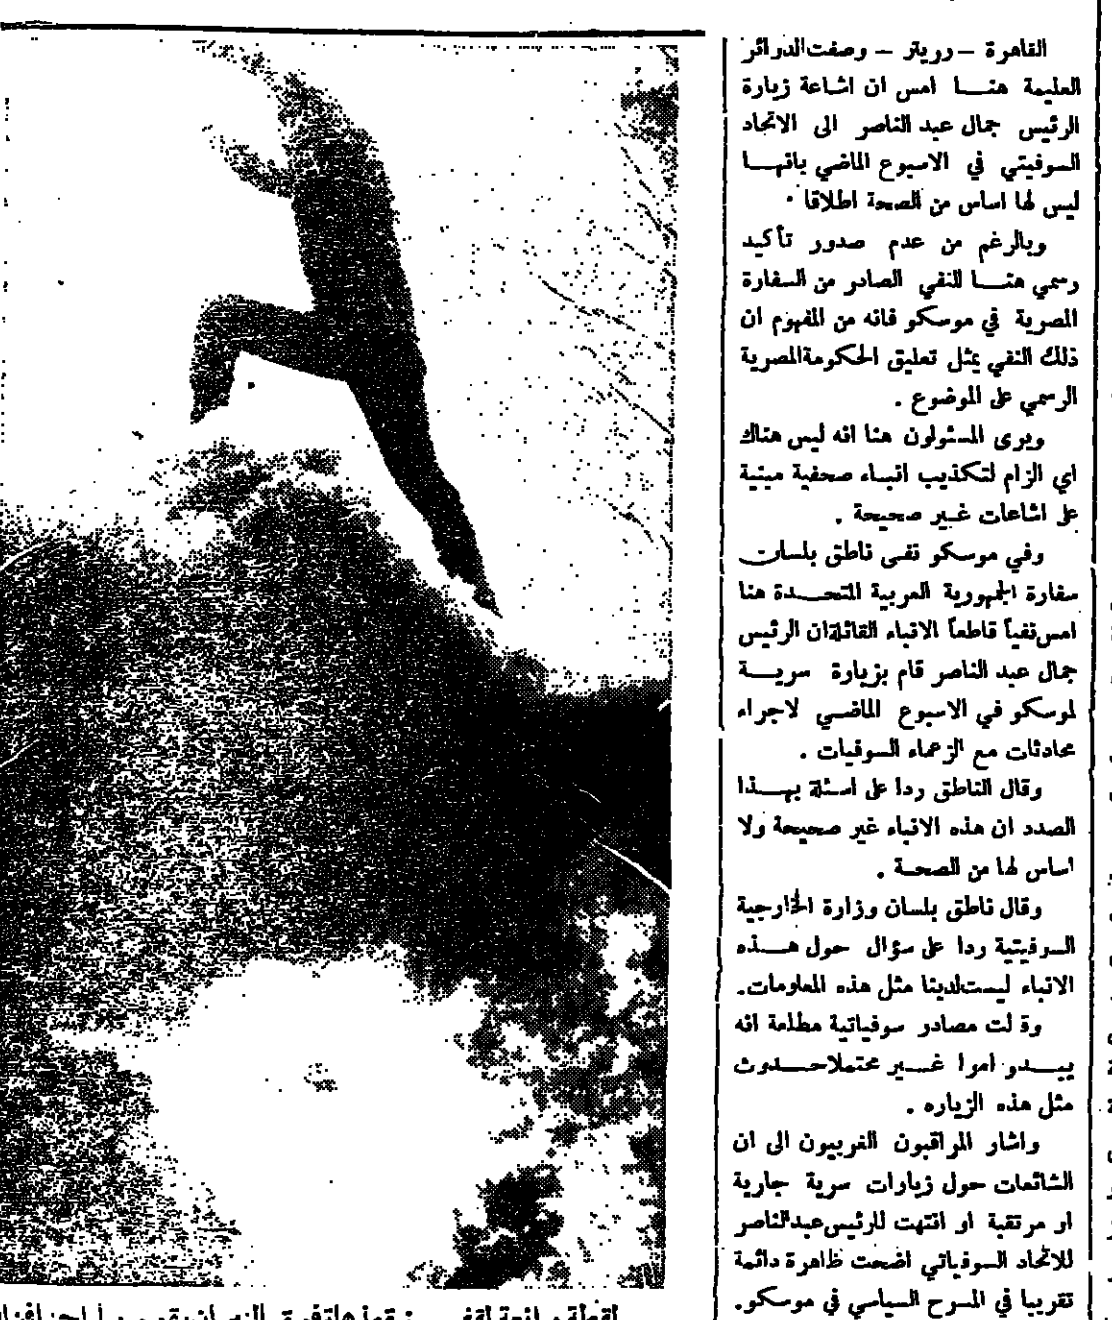 القاهرة – رويتر – وصفت الدوائر
العليمة هنا امس ان اشاعة زيارة
الرئيس جمال عبد الناصر الى الاتحاد
السوفيتي في الاسبوع الماضي بانها
ليس لها اساس من الصحة اطلاقا .
وبالرغم من عدم صدور تأكيد
رسمي هنا للنفي الصادر من السفارة
المصرية في موسكو فانه من المفهوم ان
ذلك النفي يمثل تعليق الحكومة المصرية
الرسمي على الموضوع .
ويرى المسئولون هنا انه ليس هناك
اي الزام لتكذيب انباء صحفية مبنية
على اشاعات غير صحيحة .
وفي موسكو نفى ناطق بلسان
سفارة الجمهورية العربية المتحدة هنا
امس نفياً قاطعاً الانباء القائلة ان الرئيس
جمال عبد الناصر قام بزيارة سرية
لموسكو في الاسبوع الماضي لاجراء
محادثات مع الزعماء السوقيات .
وقال الناطق ردا على اسئلة بهذا
الصدد ان هذه الانباء غير صحيحة ولا
اساس لها من الصحة .
وقال ناطق بلسان وزارة الخارجية
السوفيتية ردا على سؤال حول هذه
الانباء ليست لدينا مثل هذه المعلومات.
وقالت مصادر سوفياتية مطلعة انه
يبدو امرا غير محتملا حدوث
مثل هذه الزياره .
واشار المراقبون الغربيون الى ان
الشائعات حول زيارات سرية جارية
او مرتقبة او انتهت للرئيس عبد الناصر
للاتحاد السوفياتي اضحت ظاهرة دائمة
تقريبا في المسرح السياسي في موسكو.
لقطة رائعة